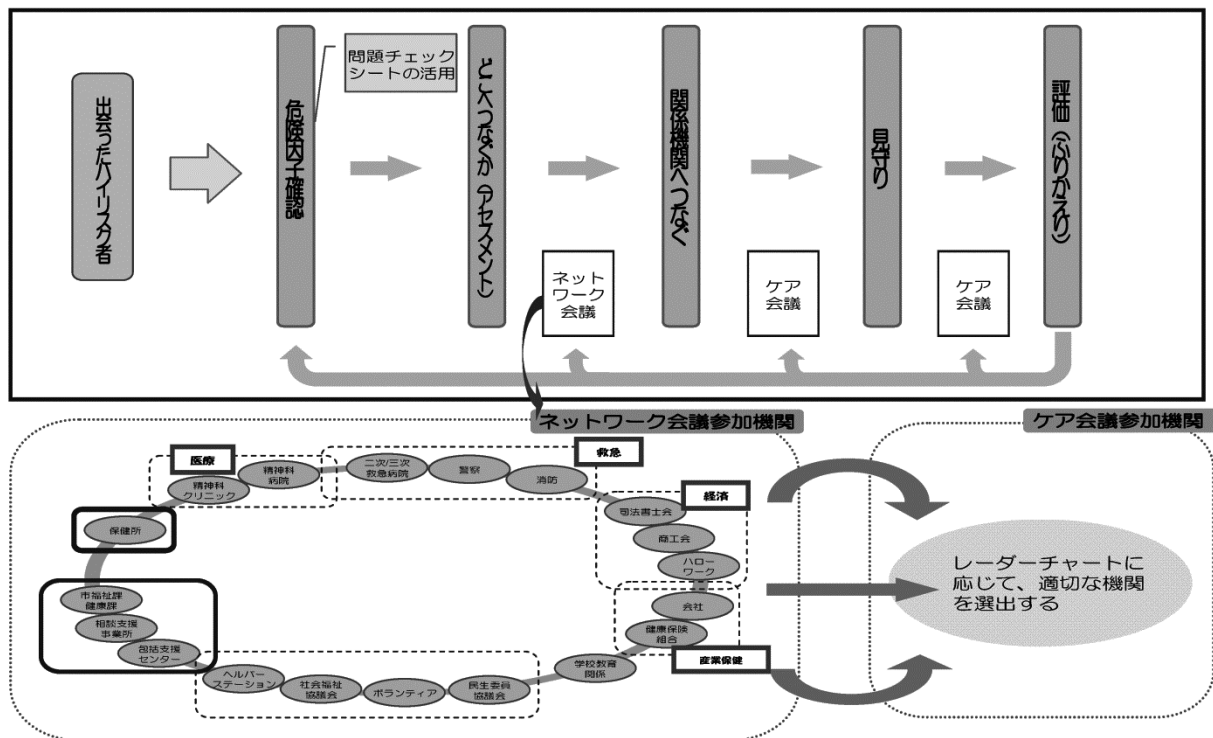 出会ったハイリスク者
危険因子確認
問題チェック
シートの活用
どこへつなぐか（アセスメント）
ネット
ワーク
会議
関係機関へつなぐ
ケア
会議
見守り
ケア
会議
評価（ふりかえり）
ネットワーク会議参加機関
ケア会議参加機関
医療
精神科
病院
精神科
クリニック
二次/三次
救急病院
警察
消防
救急
経済
司法書士会
商工会
ハロー
ワーク
保健所
会社
健康保険
組合
産業保健
市福祉課
健康課
相談支援
事業所
包括支援
センター
ヘルパー
ステーション
社会福祉
協議会
ボランティア
民生委員
協議会
学校教育
関係
レーダーチャートに
応じて、適切な機関
を選出する